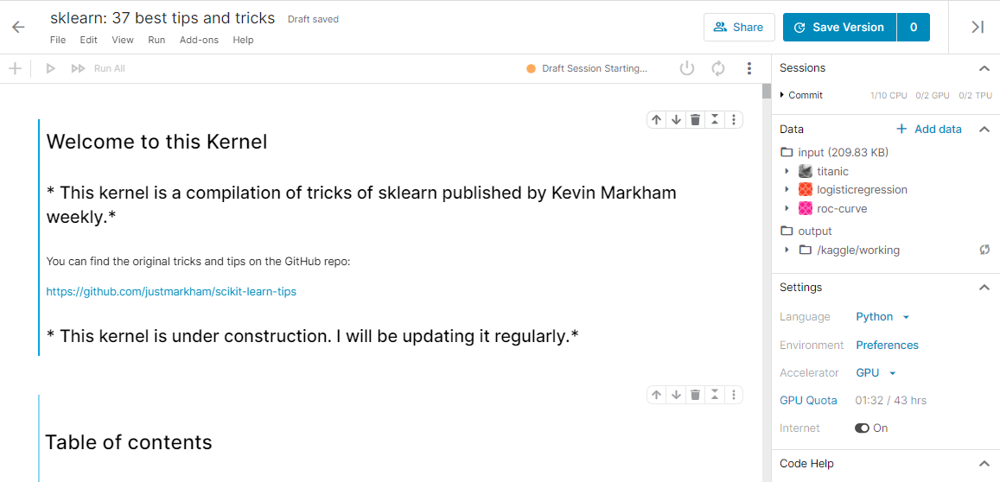 sklearn: 37 best tips and tricks Draft saved
File Edit View Run Add-ons Help
Share
Save Version 0
Run All
Draft Session Starting...
Welcome to this Kernel
* This kernel is a compilation of tricks of sklearn published by Kevin Markham
weekly.*
You can find the original tricks and tips on the GitHub repo:
https://github.com/justmarkham/scikit-learn-tips
* This kernel is under construction. I will be updating it regularly.*
Table of contents
Sessions
Commit 1/10 CPU 0/2 GPU 0/2 TPU
Data + Add data
input (209.83 KB)
titanic
logisticregression
roc-curve
output
/kaggle/working
Settings
Language Python
Environment Preferences
Accelerator GPU
GPU Quota 01:32 / 43 hrs
Internet On
Code Help